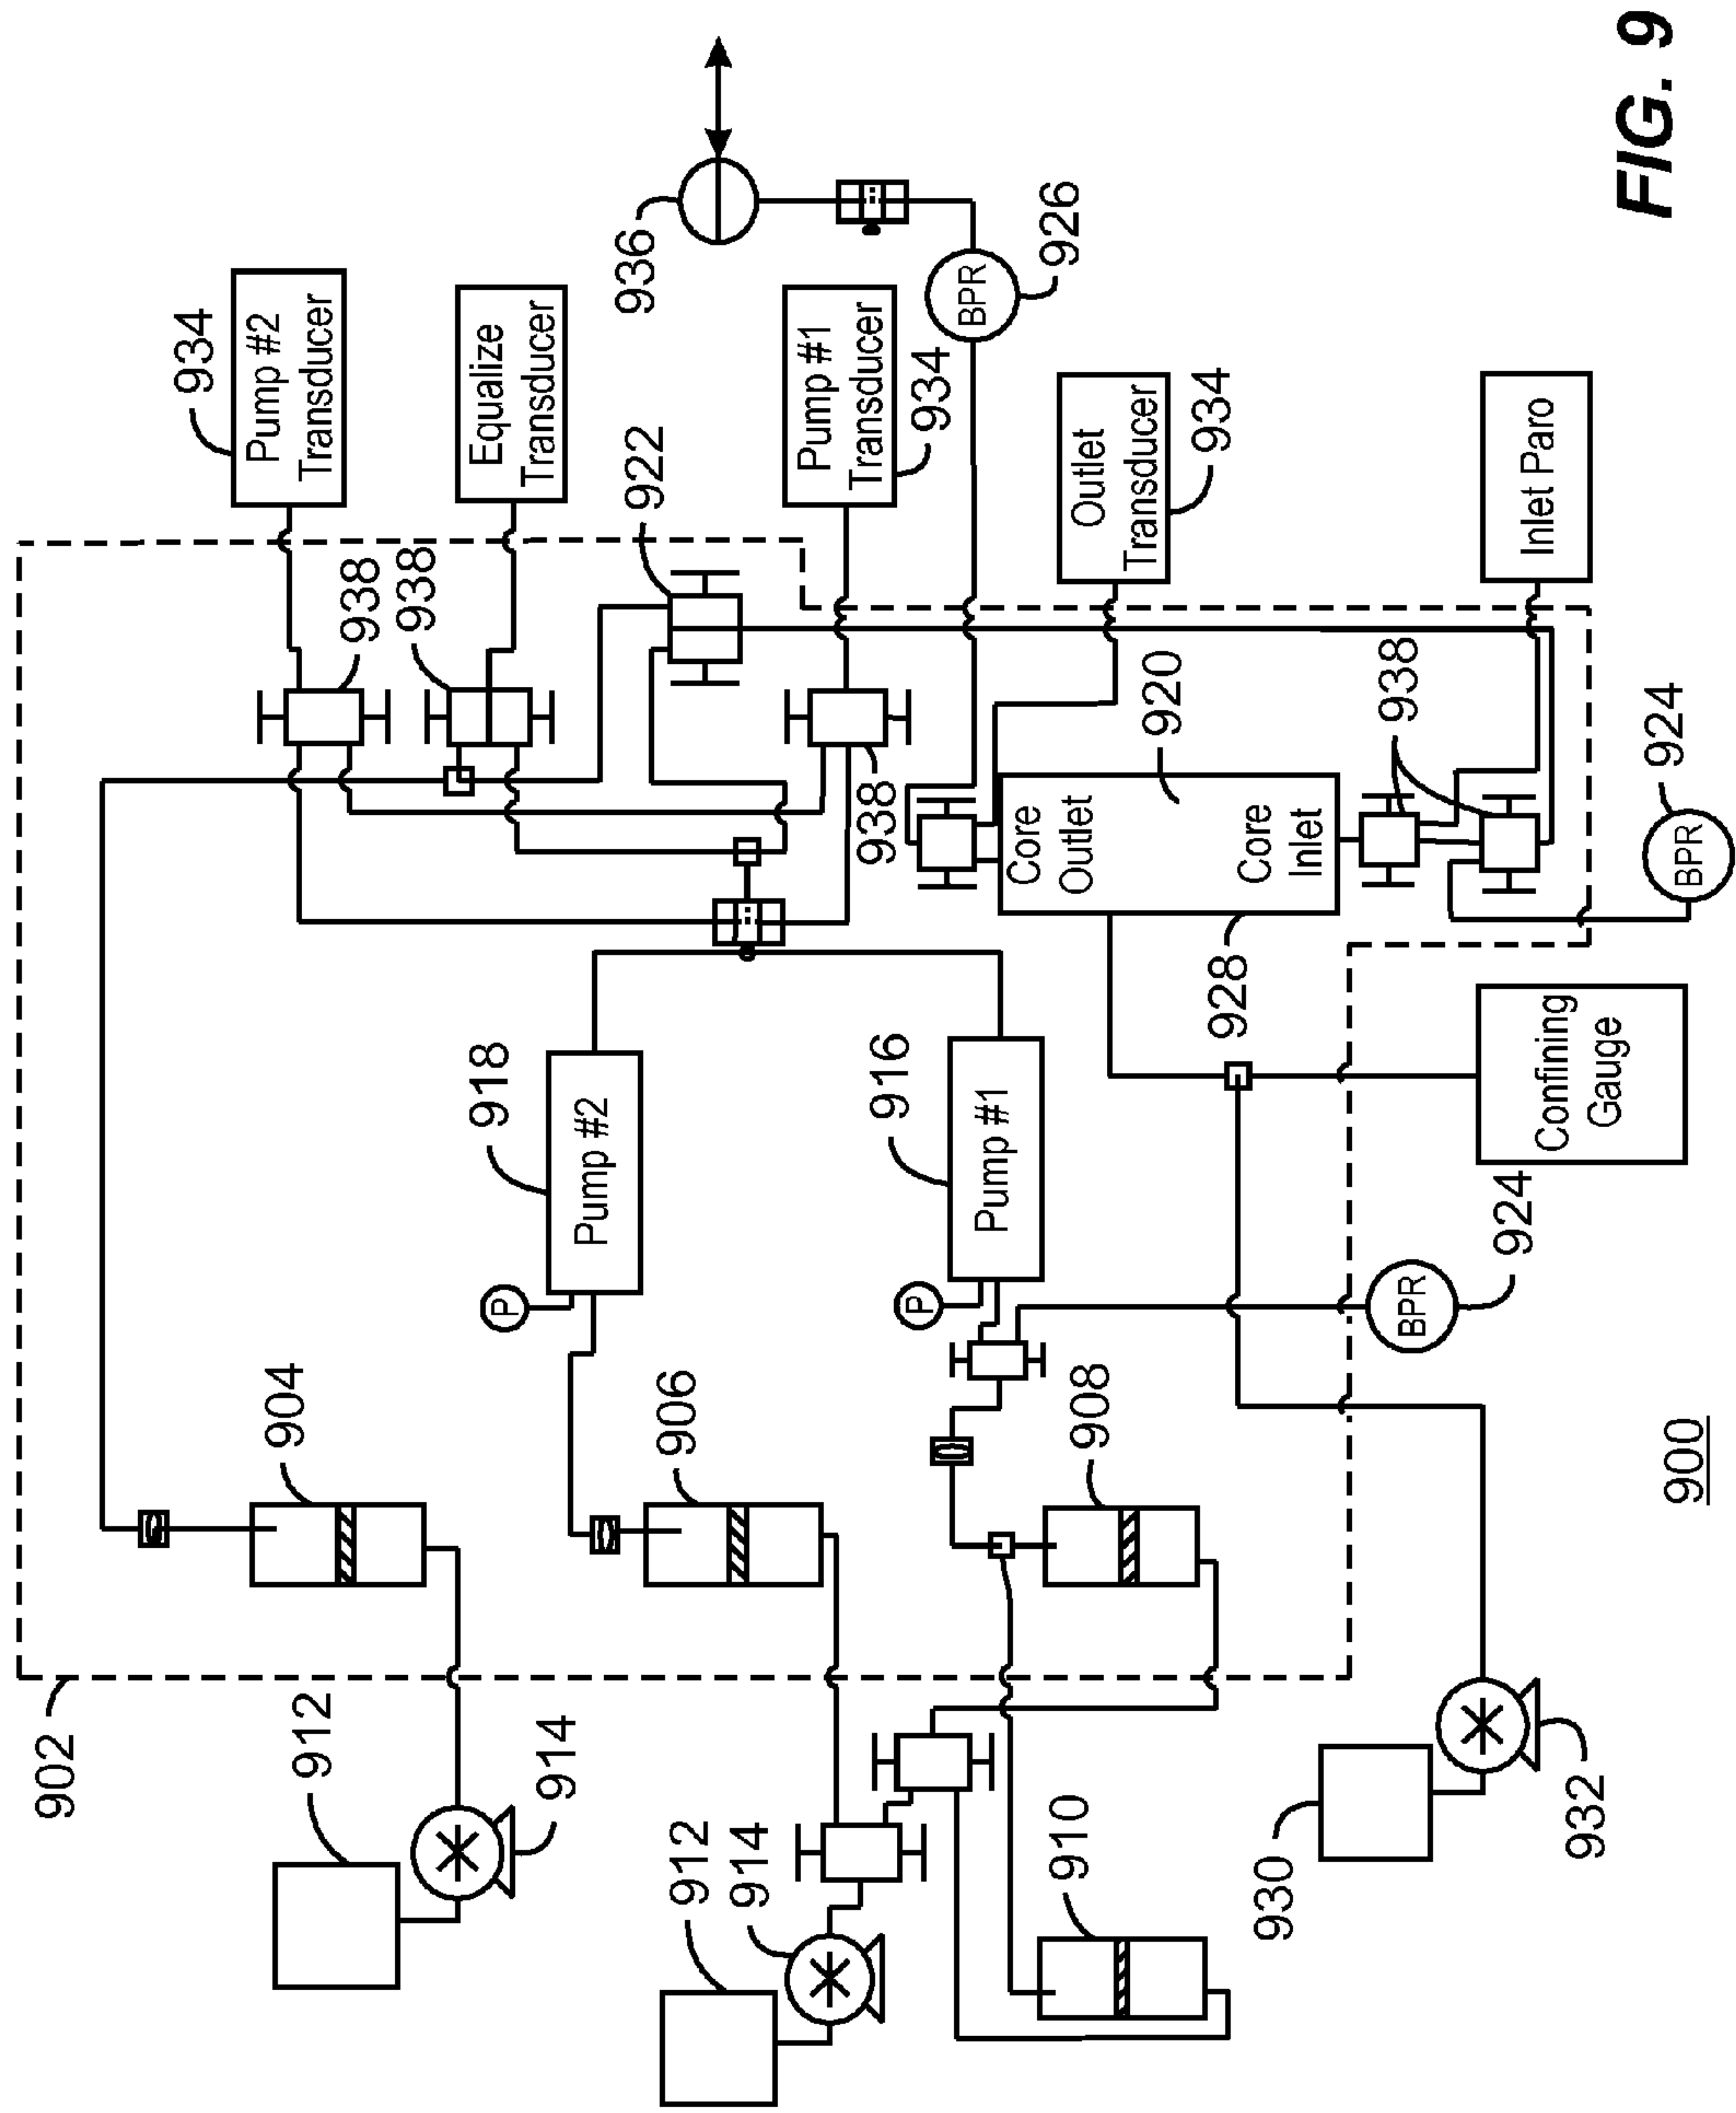 902
912
914
904
912
914
906
910
908
930
932
P
918
Pump #2
P
916
Pump #1
BPR
924
Confining
Gauge
928
Core
Outlet
Core
Inlet
920
938
938
938
938
922
934
Pump #2
Transducer
Equalize
Transducer
Pump #1
Transducer
934
936
BPR
926
Outlet
Transducer
934
Inlet Paro
BPR
924
900
FIG. 9